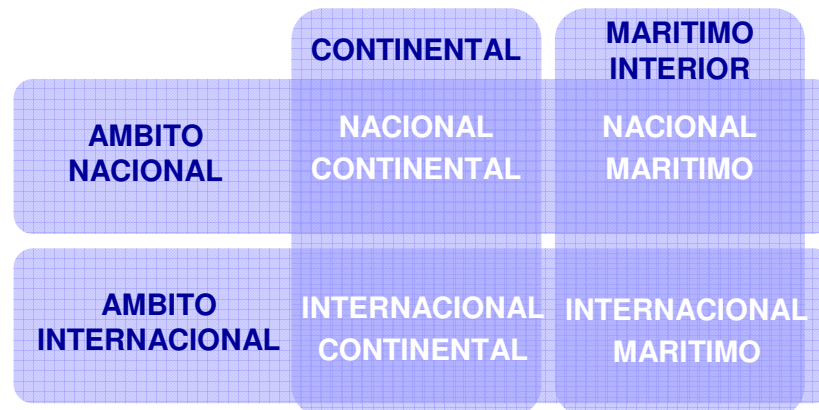 CONTINENTAL
MARITIMO
INTERIOR
AMBITO
NACIONAL
NACIONAL
CONTINENTAL
NACIONAL
MARITIMO
AMBITO
INTERNACIONAL
INTERNACIONAL
CONTINENTAL
INTERNACIONAL
MARITIMO